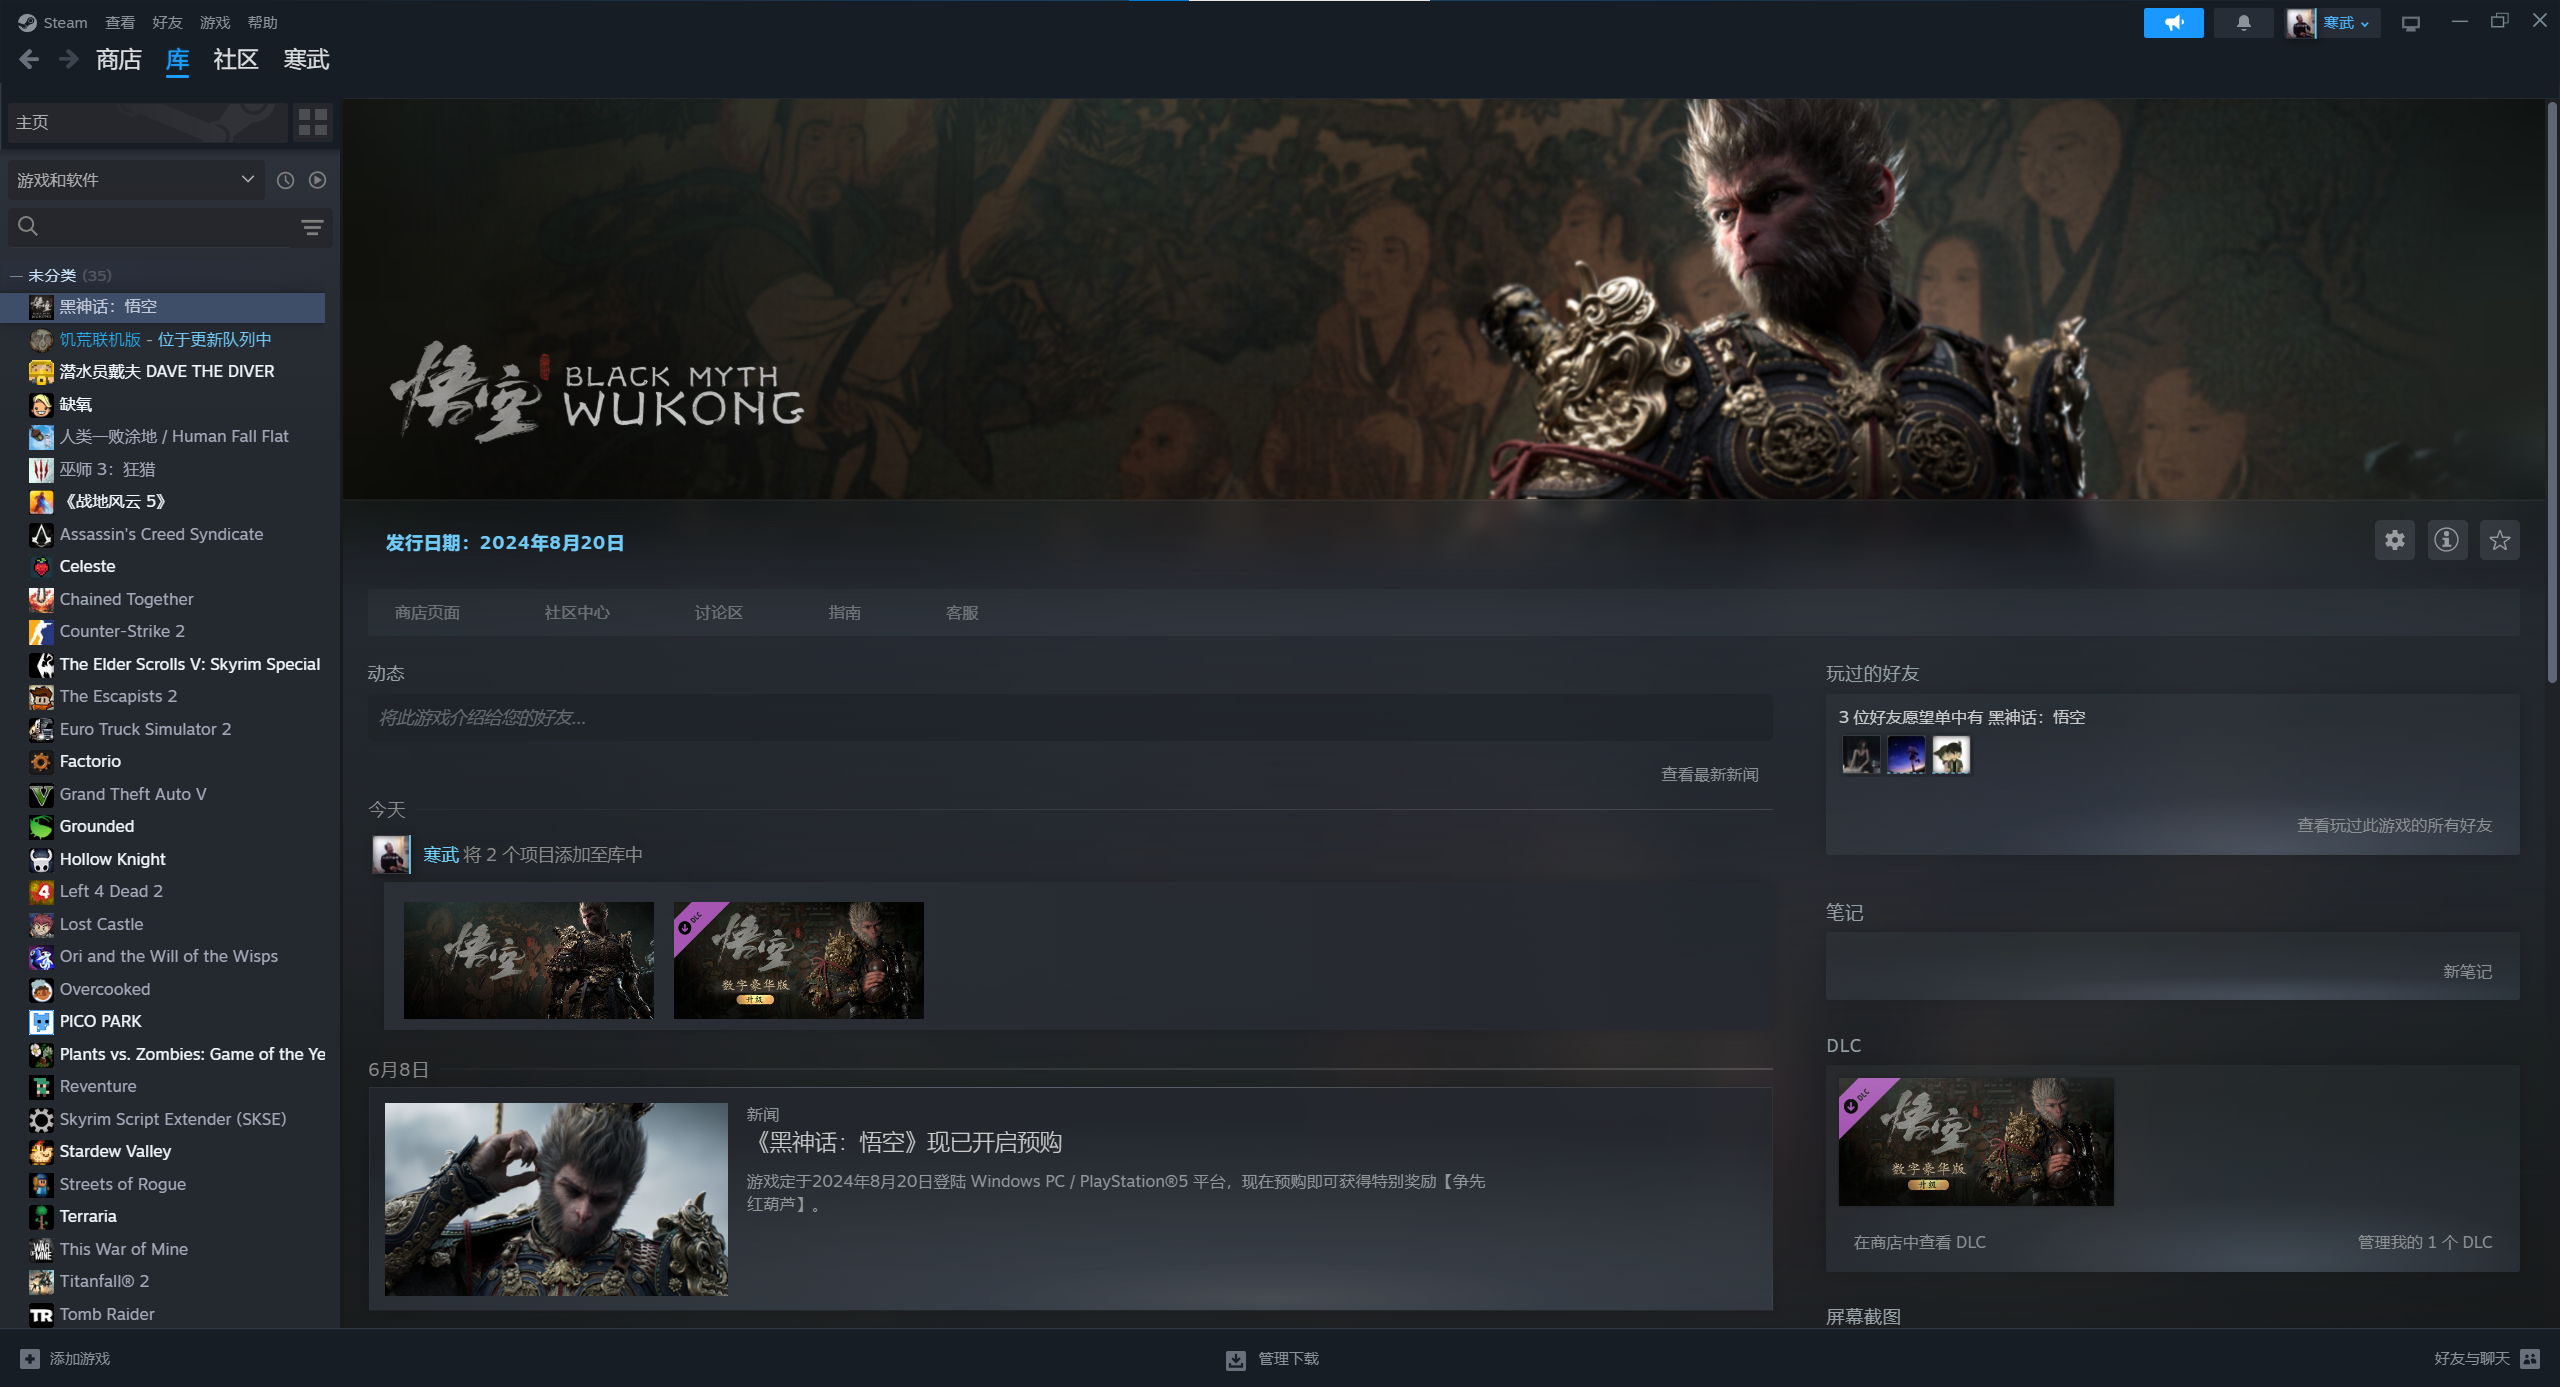 Steam 查看 好友 游戏 帮助
寒武
商店 库 社区 寒武
主页
游戏和软件
未分类 (35)
黑神话：悟空
饥荒联机版 - 位于更新队列中
潜水员戴夫 DAVE THE DIVER
缺氧
人类一败涂地 / Human Fall Flat
巫师 3：狂猎
《战地风云 5》
Assassin's Creed Syndicate
Celeste
Chained Together
Counter-Strike 2
The Elder Scrolls V: Skyrim Special
The Escapists 2
Euro Truck Simulator 2
Factorio
Grand Theft Auto V
Grounded
Hollow Knight
Left 4 Dead 2
Lost Castle
Ori and the Will of the Wisps
Overcooked
PICO PARK
Plants vs. Zombies: Game of the Ye
Reventure
Skyrim Script Extender (SKSE)
Stardew Valley
Streets of Rogue
Terraria
This War of Mine
Titanfall® 2
Tomb Raider
添加游戏
悟空 BLACK MYTH
WUKONG
发行日期：2024年8月20日
商店页面 社区中心 讨论区 指南 客服
动态
将此游戏介绍给您的好友...
查看最新新闻
今天
寒武 将 2 个项目添加至库中
悟空
DLC
悟空
数字豪华版
升级
6月8日
新闻
《黑神话：悟空》现已开启预购
游戏定于2024年8月20日登陆 Windows PC / PlayStation®5 平台，现在预购即可获得特别奖励【争先
红葫芦】。
玩过的好友
3 位好友愿望单中有 黑神话：悟空
查看玩过此游戏的所有好友
笔记
新笔记
DLC
DLC
悟空
数字豪华版
升级
在商店中查看 DLC
管理我的 1 个 DLC
屏幕截图
管理下载
好友与聊天